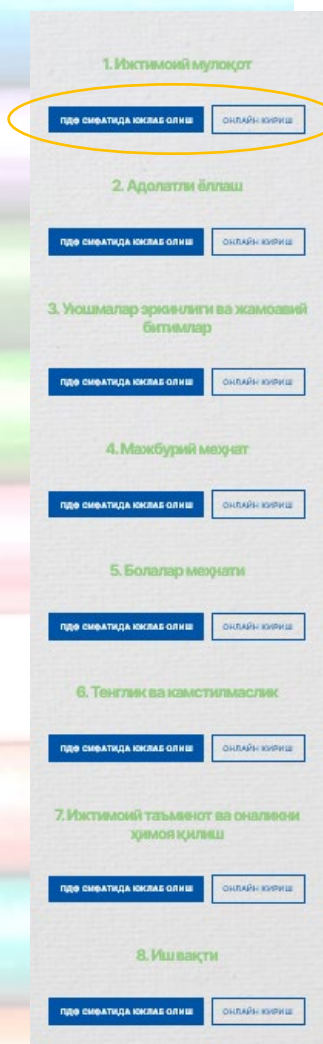 1. Ижтимоий мулоқот
ПДФ СИФАТИДА ЮКЛАБ ОЛИШ ОНЛАЙН КИРИШ
2. Адолатли ёллаш
ПДФ СИФАТИДА ЮКЛАБ ОЛИШ ОНЛАЙН КИРИШ
3. Уюшмалар эркинлиги ва жамоавий
битимлар
ПДФ СИФАТИДА ЮКЛАБ ОЛИШ ОНЛАЙН КИРИШ
4. Мажбурий меҳнат
ПДФ СИФАТИДА ЮКЛАБ ОЛИШ ОНЛАЙН КИРИШ
5. Болалар меҳнати
ПДФ СИФАТИДА ЮКЛАБ ОЛИШ ОНЛАЙН КИРИШ
6. Тенглик ва камстилмаслик
ПДФ СИФАТИДА ЮКЛАБ ОЛИШ ОНЛАЙН КИРИШ
7. Ижтимоий таъминот ва оналикни
ҳимоя қилиш
ПДФ СИФАТИДА ЮКЛАБ ОЛИШ ОНЛАЙН КИРИШ
8. Иш вақти
ПДФ СИФАТИДА ЮКЛАБ ОЛИШ ОНЛАЙН КИРИШ